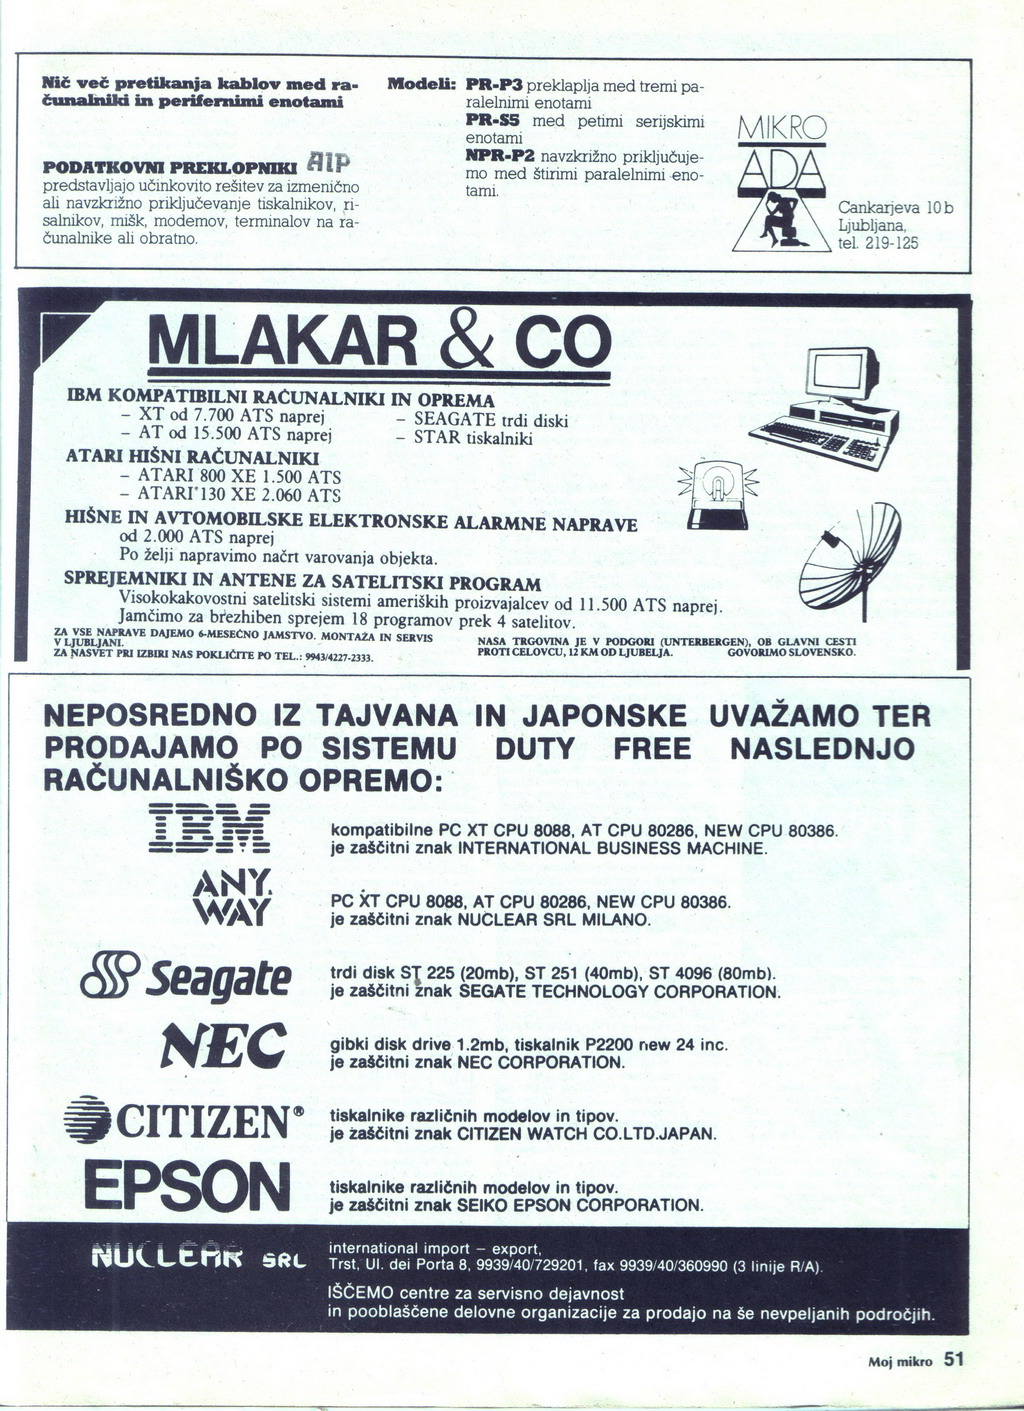 Nič več pretikanja kablov med ra-
čunalniki in perifernimi enotami
PODATKOVNI PREKLOPNIKI AIP
predstavljajo učinkovito rešitev za izmenično
ali navzkrižno priključevanje tiskalnikov, ri-
salnikov, mišk, modemov, terminalov na ra-
čunalnike ali obratno.
Modeli: PR-P3 preklaplja med tremi pa-
ralelnimi enotami
PR-S5 med petimi serijskimi
enotami
NPR-P2 navzkrižno priključuje-
mo med štirimi paralelnimi eno-
tami.
MIKRO
ADA
Cankarjeva 10 b
Ljubljana,
tel. 219-125
MLAKAR & CO
IBM KOMPATIBILNI RAČUNALNIKI IN OPREMA
– XT od 7.700 ATS naprej – SEAGATE trdi diski
– AT od 15.500 ATS naprej – STAR tiskalniki
ATARI HIŠNI RAČUNALNIKI
– ATARI 800 XE 1.500 ATS
– ATARI 130 XE 2.060 ATS
HIŠNE IN AVTOMOBILSKE ELEKTRONSKE ALARMNE NAPRAVE
od 2.000 ATS naprej
Po želji napravimo načrt varovanja objekta.
SPREJEMNIKI IN ANTENE ZA SATELITSKI PROGRAM
Visokokakovostni satelitski sistemi ameriških proizvajalcev od 11.500 ATS naprej.
Jamčimo za brezhiben sprejem 18 programov prek 4 satelitov.
ZA VSE NAPRAVE DAJEMO 6-MESEČNO JAMSTVO. MONTAŽA IN SERVIS
V LJUBLJANI.
ZA NASVET PRI IZBIRI NAS POKLIČITE PO TEL.: 9943/4227-2333.
NASA TRGOVINA JE V PODGORI (UNTERBERGEN), OB GLAVNI CESTI
PROTI CELOVCU, 12 KM OD LJUBELJA. GOVORIMO SLOVENSKO.
NEPOSREDNO IZ TAJVANA IN JAPONSKE UVAŽAMO TER
PRODAJAMO PO SISTEMU DUTY FREE NASLEDNJO
RAČUNALNIŠKO OPREMO:
IBM
kompatibilne PC XT CPU 8088, AT CPU 80286, NEW CPU 80386.
je zaščitni znak INTERNATIONAL BUSINESS MACHINE.
ANY.
WAY
PC XT CPU 8088, AT CPU 80286, NEW CPU 80386.
je zaščitni znak NUCLEAR SRL MILANO.
Seagate
trdi disk ST 225 (20mb), ST 251 (40mb), ST 4096 (80mb).
je zaščitni znak SEGATE TECHNOLOGY CORPORATION.
NEC
gibki disk drive 1.2mb, tiskalnik P2200 new 24 inc.
je zaščitni znak NEC CORPORATION.
CITIZEN®
tiskalnike različnih modelov in tipov.
je zaščitni znak CITIZEN WATCH CO.LTD.JAPAN.
EPSON
tiskalnike različnih modelov in tipov.
je zaščitni znak SEIKO EPSON CORPORATION.
NUCLEAR SRL
international import – export,
Trst, Ul. dei Porta 8, 9939/40/729201, fax 9939/40/360990 (3 linije R/A).
IŠČEMO centre za servisno dejavnost
in pooblaščene delovne organizacije za prodajo na še nevpeljanih področjih.
Moj mikro 51